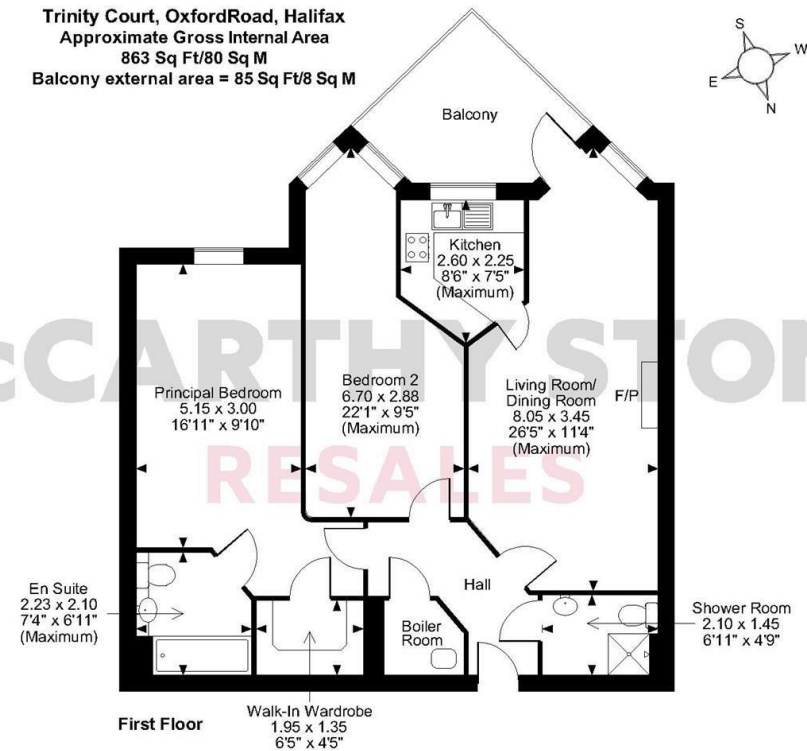 Trinity Court, OxfordRoad, Halifax
Approximate Gross Internal Area
863 Sq Ft/80 Sq M
Balcony external area = 85 Sq Ft/8 Sq M
S
W
E
N
Balcony
Kitchen
2.60 x 2.25
8'6" x 7'5"
(Maximum)
McCARTHY STONE
RESALES
Principal Bedroom
5.15 x 3.00
16'11" x 9'10"
Bedroom 2
6.70 x 2.88
22'1" x 9'5"
(Maximum)
Living Room/
Dining Room
8.05 x 3.45
26'5" x 11'4"
(Maximum)
F/P
En Suite
2.23 x 2.10
7'4" x 6'11"
(Maximum)
Hall
Boiler
Room
Shower Room
2.10 x 1.45
6'11" x 4'9"
First Floor
Walk-In Wardrobe
1.95 x 1.35
6'5" x 4'5"